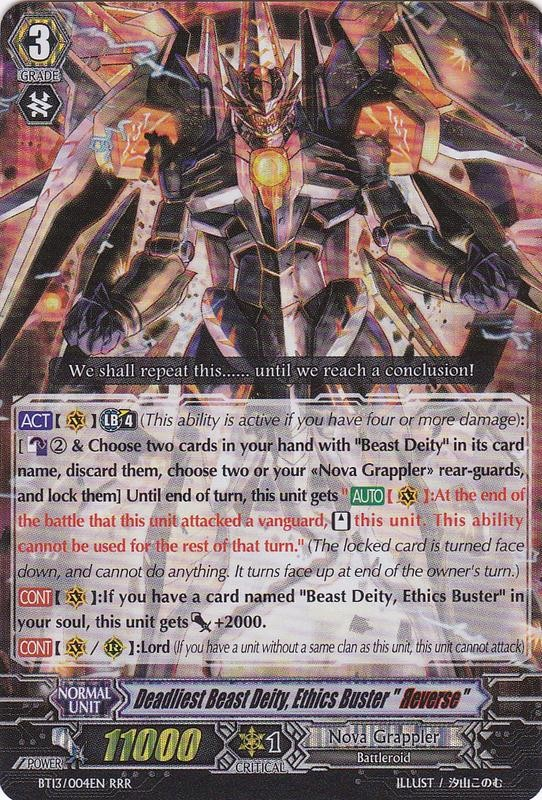 3
GRADE
We shall repeat this...... until we reach a conclusion!
ACT【 】LB4 (This ability is active if you have four or more damage):
[ ② & Choose two cards in your hand with "Beast Deity" in its card
name, discard them, choose two or your «Nova Grappler» rear-guards,
and lock them] Until end of turn, this unit gets "AUTO【 】:At the end of
the battle that this unit attacked a vanguard, this unit. This ability
cannot be used for the rest of that turn." (The locked card is turned face
down, and cannot do anything. It turns face up at end of the owner's turn.)
CONT【 】:If you have a card named "Beast Deity, Ethics Buster" in
your soul, this unit gets +2000.
CONT【 / R】:Lord (If you have a unit without a same clan as this unit, this unit cannot attack)
NORMAL
UNIT
Deadliest Beast Deity, Ethics Buster "Яeverse"
POWER
11000
1
CRITICAL
Nova Grappler
Battleroid
BT13/004EN RRR
ILLUST / 汐山このむ